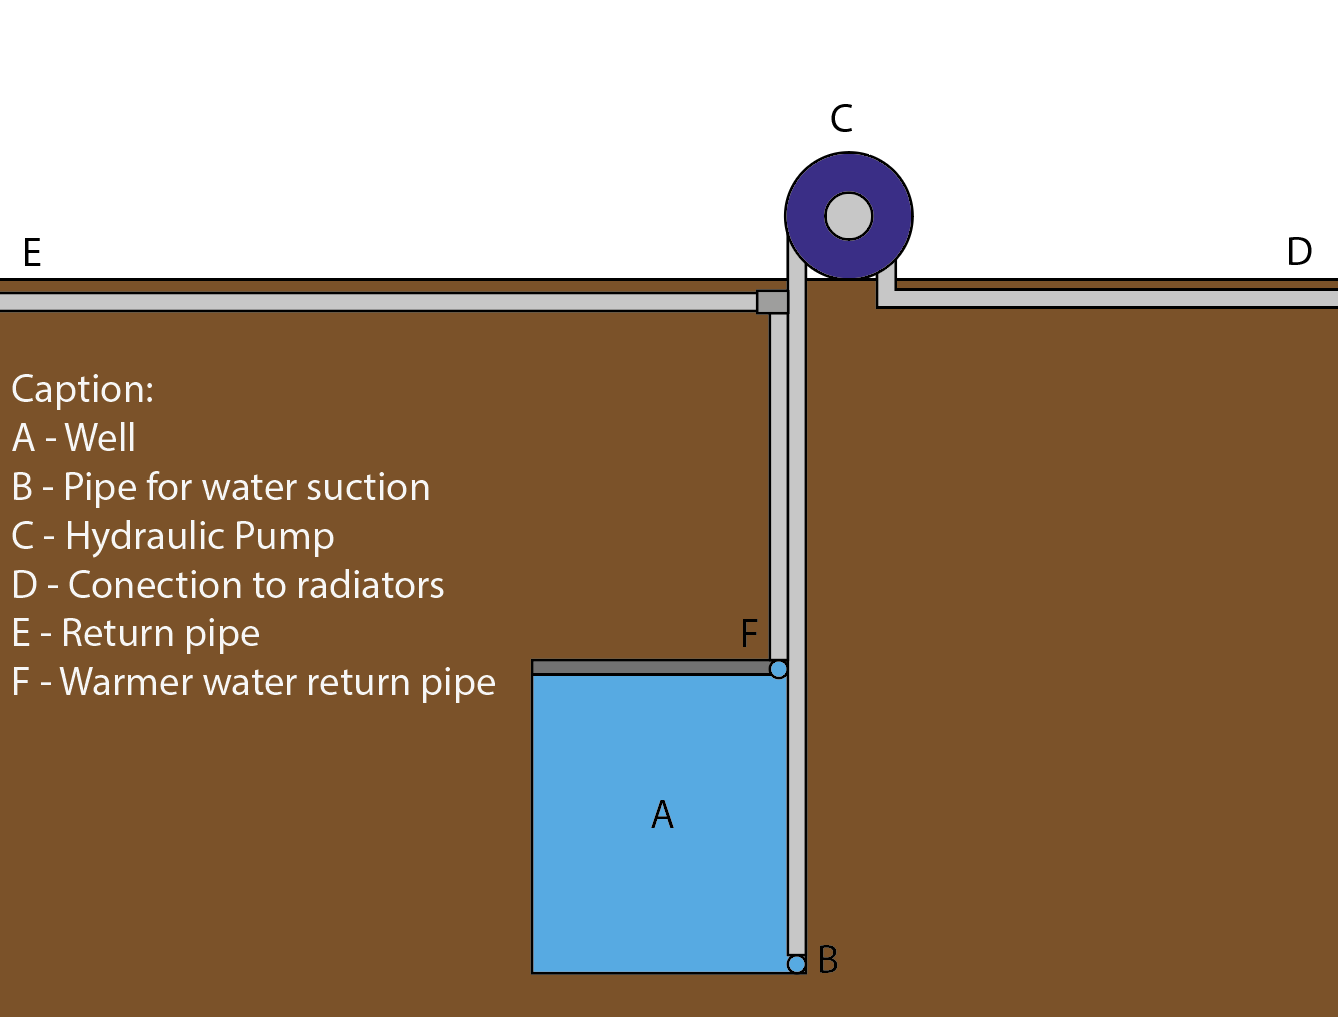 C
E
D
Caption:
A - Well
B - Pipe for water suction
C - Hydraulic Pump
D - Conection to radiators
E - Return pipe
F - Warmer water return pipe
F
A
B